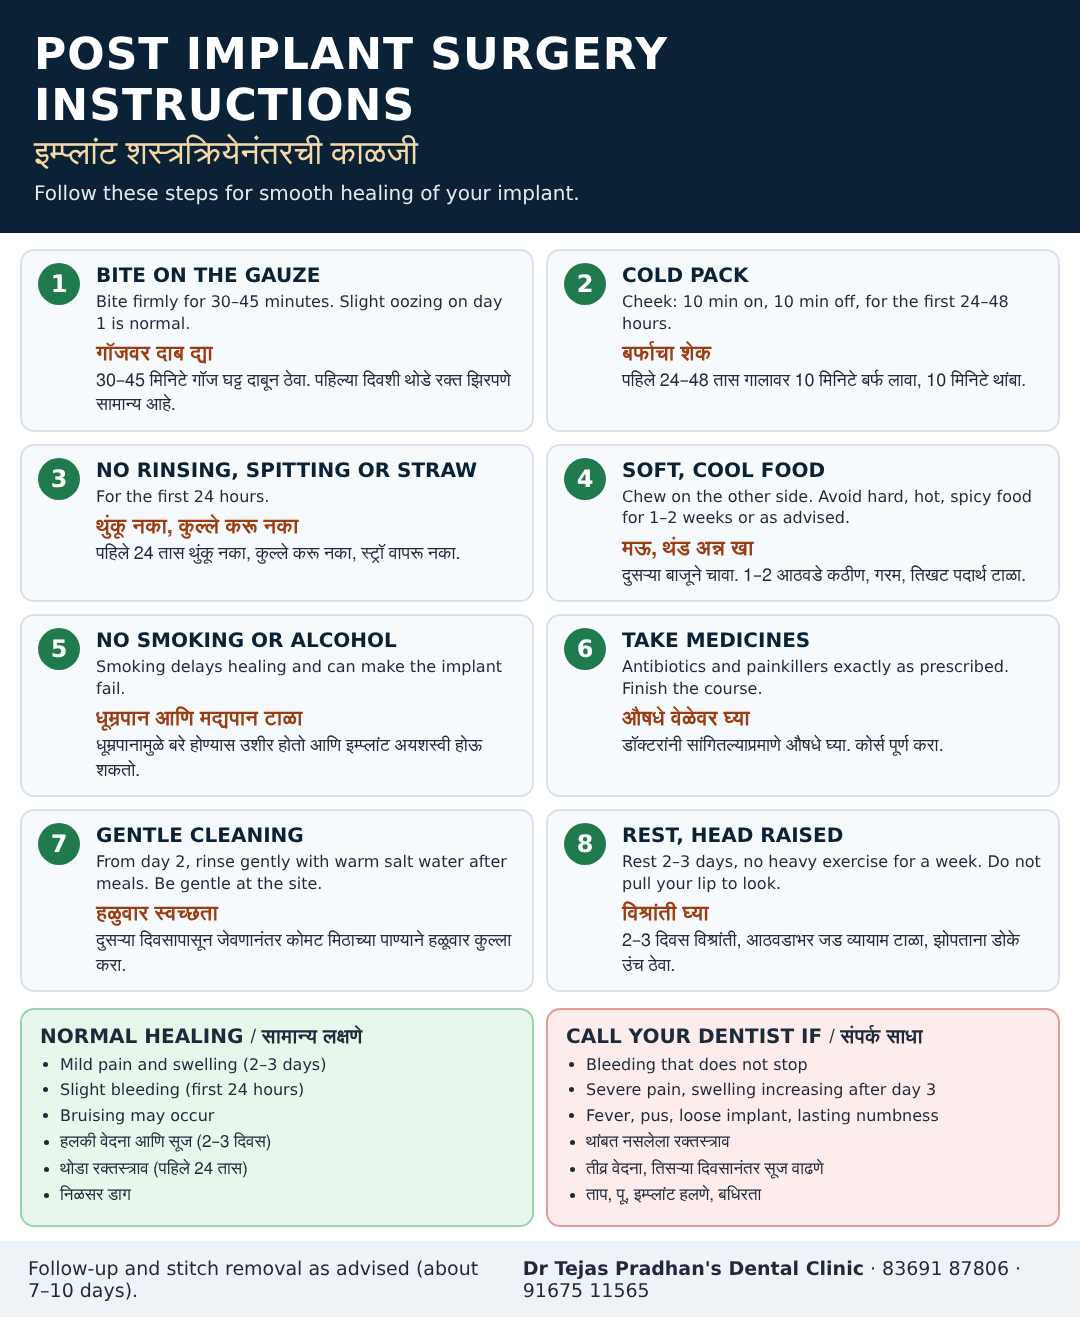 POST IMPLANT SURGERY
INSTRUCTIONS
इम्प्लांट शस्त्रक्रियेनंतरची काळजी
Follow these steps for smooth healing of your implant.
1
BITE ON THE GAUZE
Bite firmly for 30–45 minutes. Slight oozing on day
1 is normal.
गॉजवर दाब द्या
30–45 मिनिटे गॉज घट्ट दाबून ठेवा. पहिल्या दिवशी थोडे रक्त झिरपणे
सामान्य आहे.
2
COLD PACK
Cheek: 10 min on, 10 min off, for the first 24–48
hours.
बर्फाचा शेक
पहिले 24–48 तास गालावर 10 मिनिटे बर्फ लावा, 10 मिनिटे थांबा.
3
NO RINSING, SPITTING OR STRAW
For the first 24 hours.
थुंकू नका, कुल्ले करू नका
पहिले 24 तास थुंकू नका, कुल्ले करू नका, स्ट्रॉ वापरू नका.
4
SOFT, COOL FOOD
Chew on the other side. Avoid hard, hot, spicy food
for 1–2 weeks or as advised.
मऊ, थंड अन्न खा
दुसऱ्या बाजूने चावा. 1–2 आठवडे कठीण, गरम, तिखट पदार्थ टाळा.
5
NO SMOKING OR ALCOHOL
Smoking delays healing and can make the implant
fail.
धूम्रपान आणि मद्यपान टाळा
धूम्रपानामुळे बरे होण्यास उशीर होतो आणि इम्प्लांट अयशस्वी होऊ
शकतो.
6
TAKE MEDICINES
Antibiotics and painkillers exactly as prescribed.
Finish the course.
औषधे वेळेवर घ्या
डॉक्टरांनी सांगितल्याप्रमाणे औषधे घ्या. कोर्स पूर्ण करा.
7
GENTLE CLEANING
From day 2, rinse gently with warm salt water after
meals. Be gentle at the site.
हळुवार स्वच्छता
दुसऱ्या दिवसापासून जेवणानंतर कोमट मिठाच्या पाण्याने हळूवार कुल्ला
करा.
8
REST, HEAD RAISED
Rest 2–3 days, no heavy exercise for a week. Do not
pull your lip to look.
विश्रांती घ्या
2–3 दिवस विश्रांती, आठवडाभर जड व्यायाम टाळा, झोपताना डोके
उंच ठेवा.
NORMAL HEALING / सामान्य लक्षणे
• Mild pain and swelling (2–3 days)
• Slight bleeding (first 24 hours)
• Bruising may occur
• हलकी वेदना आणि सूज (2–3 दिवस)
• थोडा रक्तस्त्राव (पहिले 24 तास)
• निळसर डाग
CALL YOUR DENTIST IF / संपर्क साधा
• Bleeding that does not stop
• Severe pain, swelling increasing after day 3
• Fever, pus, loose implant, lasting numbness
• थांबत नसलेला रक्तस्त्राव
• तीव्र वेदना, तिसऱ्या दिवसानंतर सूज वाढणे
• ताप, पू, इम्प्लांट हलणे, बधिरता
Follow-up and stitch removal as advised (about
7–10 days).
Dr Tejas Pradhan's Dental Clinic · 83691 87806 ·
91675 11565